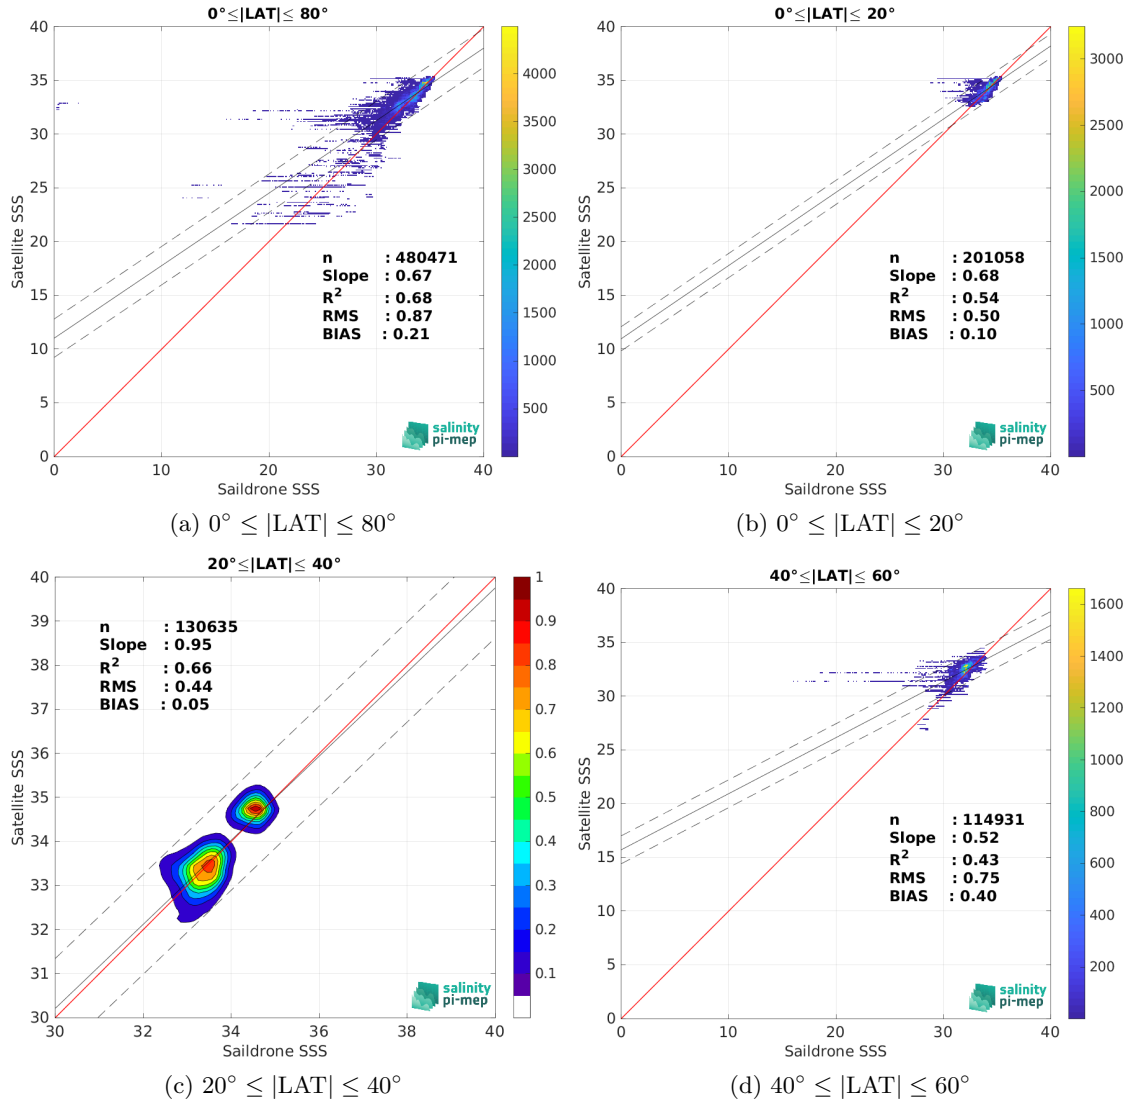 0°≤|LAT|≤ 80°
40
35
30
25
20
15
10
5
0
Satellite SSS
0
10
20
30
40
Saildrone SSS
n : 480471
Slope : 0.67
R² : 0.68
RMS : 0.87
BIAS : 0.21
salinity
pi-mep
4000
3500
3000
2500
2000
1500
1000
500
(a) 0° ≤ |LAT| ≤ 80°
0°≤|LAT|≤ 20°
40
35
30
25
20
15
10
5
0
Satellite SSS
0
10
20
30
40
Saildrone SSS
n : 201058
Slope : 0.68
R² : 0.54
RMS : 0.50
BIAS : 0.10
salinity
pi-mep
3000
2500
2000
1500
1000
500
(b) 0° ≤ |LAT| ≤ 20°
20°≤|LAT|≤ 40°
40
39
38
37
36
35
34
33
32
31
30
Satellite SSS
30
32
34
36
38
40
Saildrone SSS
n : 130635
Slope : 0.95
R² : 0.66
RMS : 0.44
BIAS : 0.05
salinity
pi-mep
1
0.9
0.8
0.7
0.6
0.5
0.4
0.3
0.2
0.1
(c) 20° ≤ |LAT| ≤ 40°
40°≤|LAT|≤ 60°
40
35
30
25
20
15
10
5
0
Satellite SSS
0
10
20
30
40
Saildrone SSS
n : 114931
Slope : 0.52
R² : 0.43
RMS : 0.75
BIAS : 0.40
salinity
pi-mep
1600
1400
1200
1000
800
600
400
200
(d) 40° ≤ |LAT| ≤ 60°